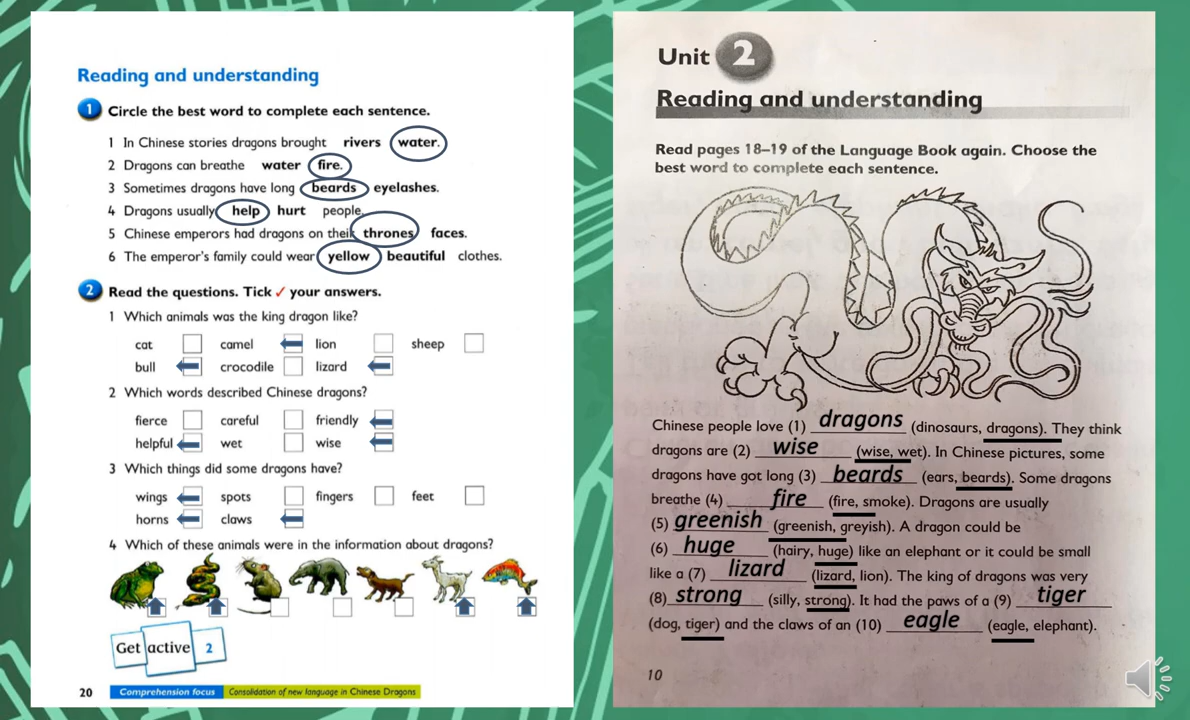 Reading and understanding
1 Circle the best word to complete each sentence.
1 In Chinese stories dragons brought rivers water.
2 Dragons can breathe water fire.
3 Sometimes dragons have long beards eyelashes.
4 Dragons usually help hurt people.
5 Chinese emperors had dragons on their thrones faces.
6 The emperor's family could wear yellow beautiful clothes.
2 Read the questions. Tick ✓ your answers.
1 Which animals was the king dragon like?
cat camel lion sheep
bull crocodile lizard
2 Which words described Chinese dragons?
fierce careful friendly
helpful wet wise
3 Which things did some dragons have?
wings spots fingers feet
horns claws
4 Which of these animals were in the information about dragons?
Get active 2
20 Comprehension focus Consolidation of new language in Chinese Dragons
Unit 2
Reading and understanding
Read pages 18–19 of the Language Book again. Choose the
best word to complete each sentence.
Chinese people love (1) dragons (dinosaurs, dragons). They think
dragons are (2) wise (wise, wet). In Chinese pictures, some
dragons have got long (3) beards (ears, beards). Some dragons
breathe (4) fire (fire, smoke). Dragons are usually
(5) greenish (greenish, greyish). A dragon could be
(6) huge (hairy, huge) like an elephant or it could be small
like a (7) lizard (lizard, lion). The king of dragons was very
(8) strong (silly, strong). It had the paws of a (9) tiger
(dog, tiger) and the claws of an (10) eagle (eagle, elephant).
10